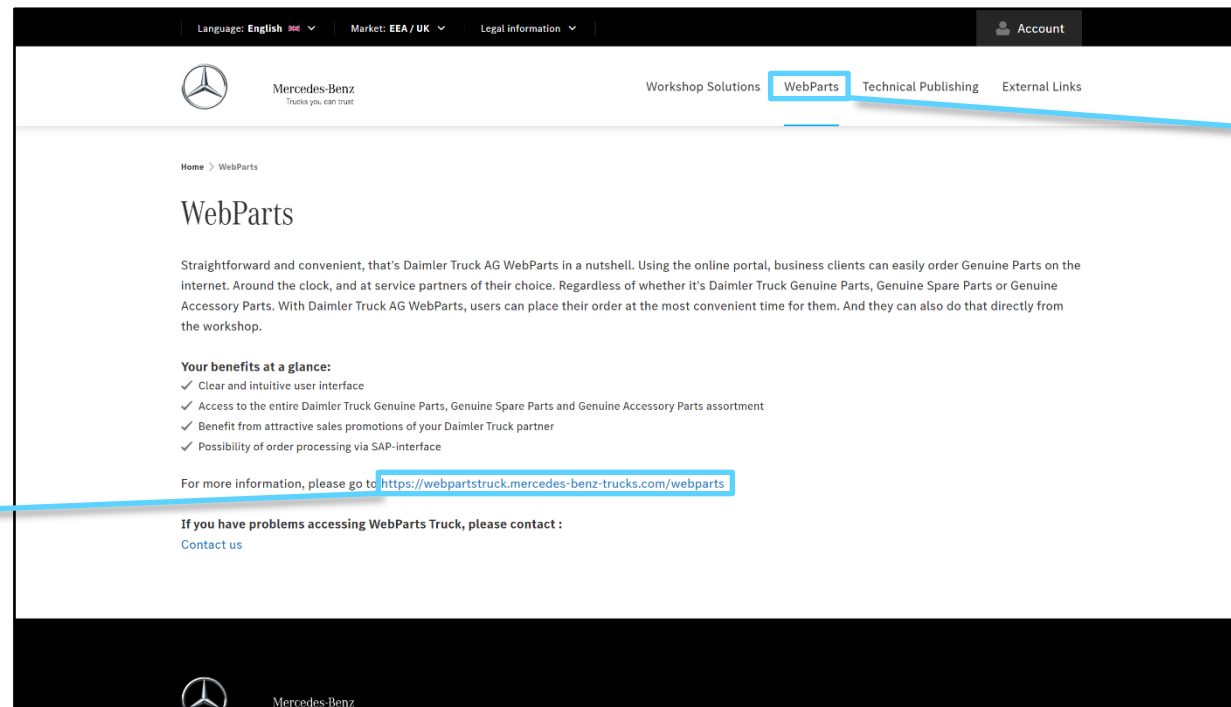 Language: English
Market: EEA / UK
Legal information
Account
Mercedes-Benz
Trucks you can trust
Workshop Solutions
WebParts
Technical Publishing
External Links
Home > WebParts
WebParts
Straightforward and convenient, that’s Daimler Truck AG WebParts in a nutshell. Using the online portal, business clients can easily order Genuine Parts on the
internet. Around the clock, and at service partners of their choice. Regardless of whether it's Daimler Truck Genuine Parts, Genuine Spare Parts or Genuine
Accessory Parts. With Daimler Truck AG WebParts, users can place their order at the most convenient time for them. And they can also do that directly from
the workshop.
Your benefits at a glance:
Clear and intuitive user interface
Access to the entire Daimler Truck Genuine Parts, Genuine Spare Parts and Genuine Accessory Parts assortment
Benefit from attractive sales promotions of your Daimler Truck partner
Possibility of order processing via SAP-interface
For more information, please go to https://webpartstruck.mercedes-benz-trucks.com/webparts
If you have problems accessing WebParts Truck, please contact :
Contact us
Mercedes-Benz